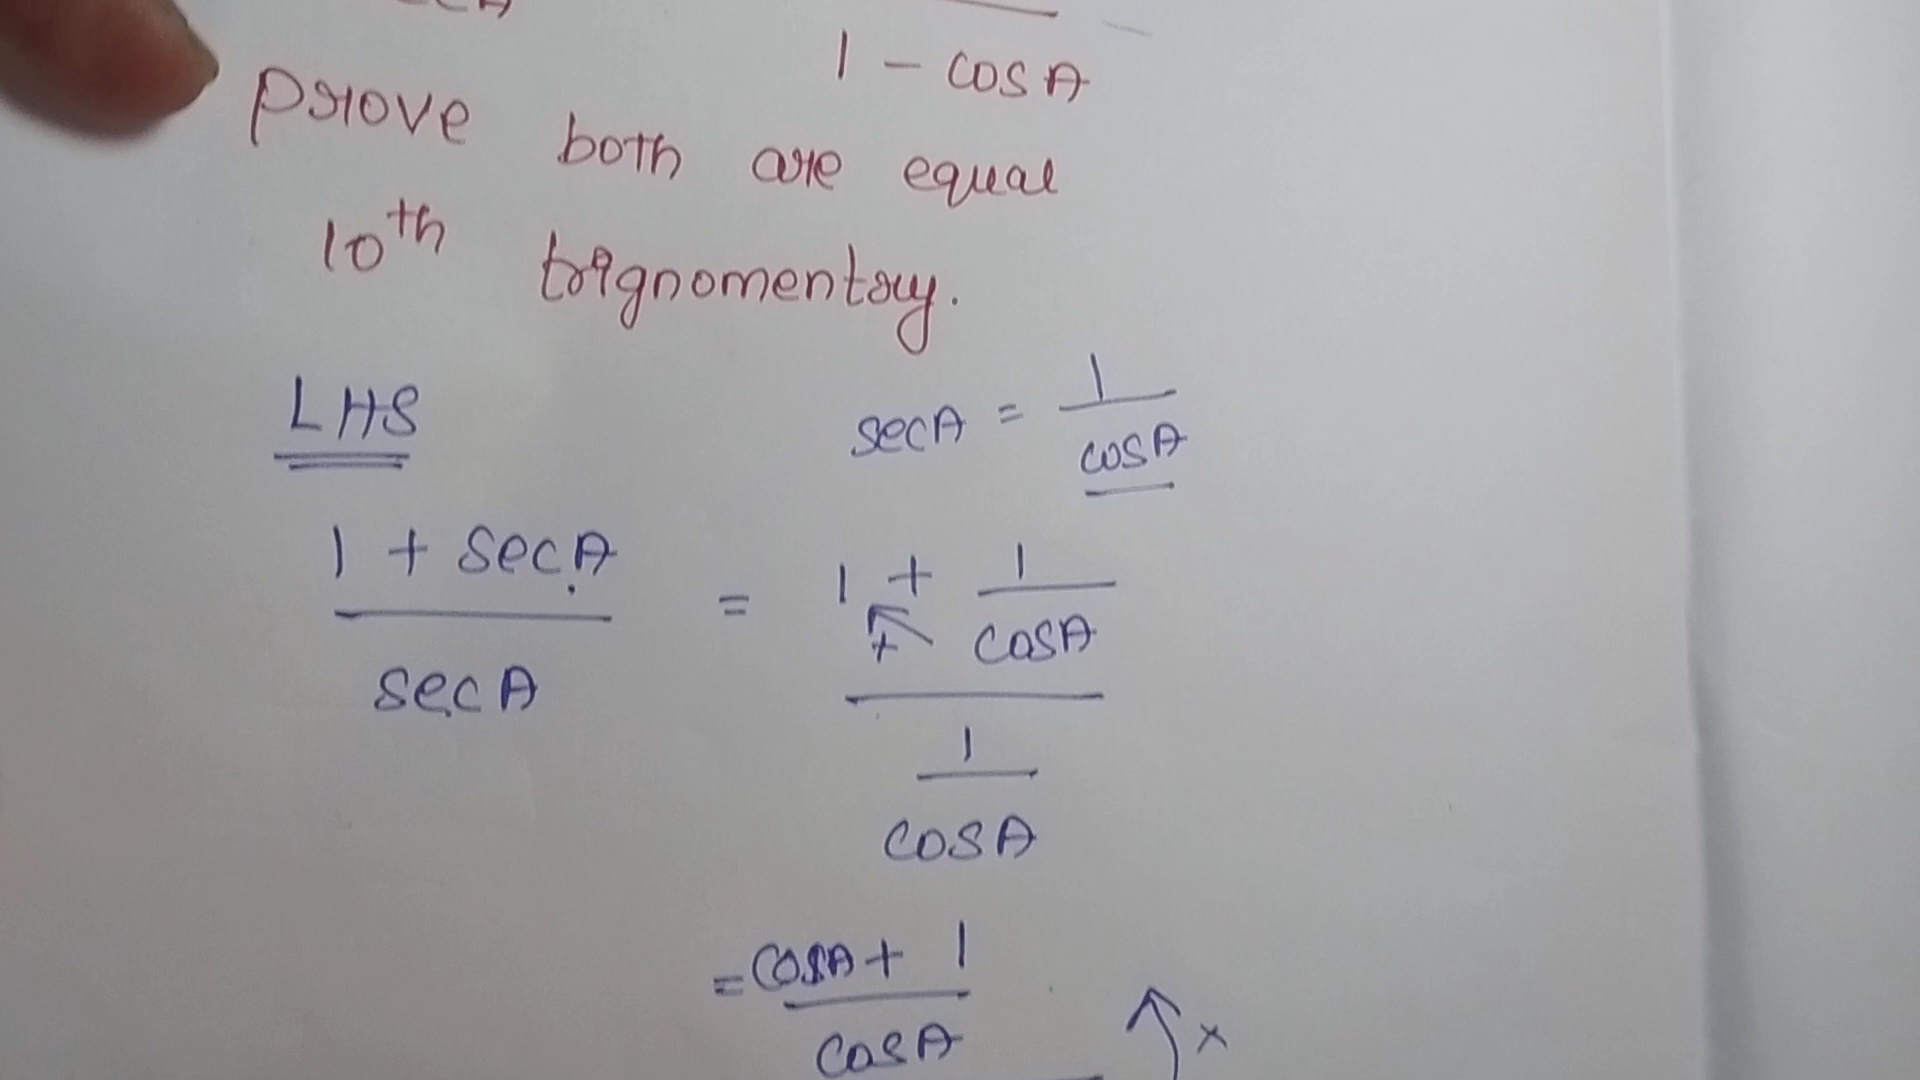 1 - cosA
prove both are equal
10th trignomentary.
LHS
secA = 1/cosA
1 + secA / secA = 1 + 1/cosA / 1/cosA
= cosA + 1 / cosA
x